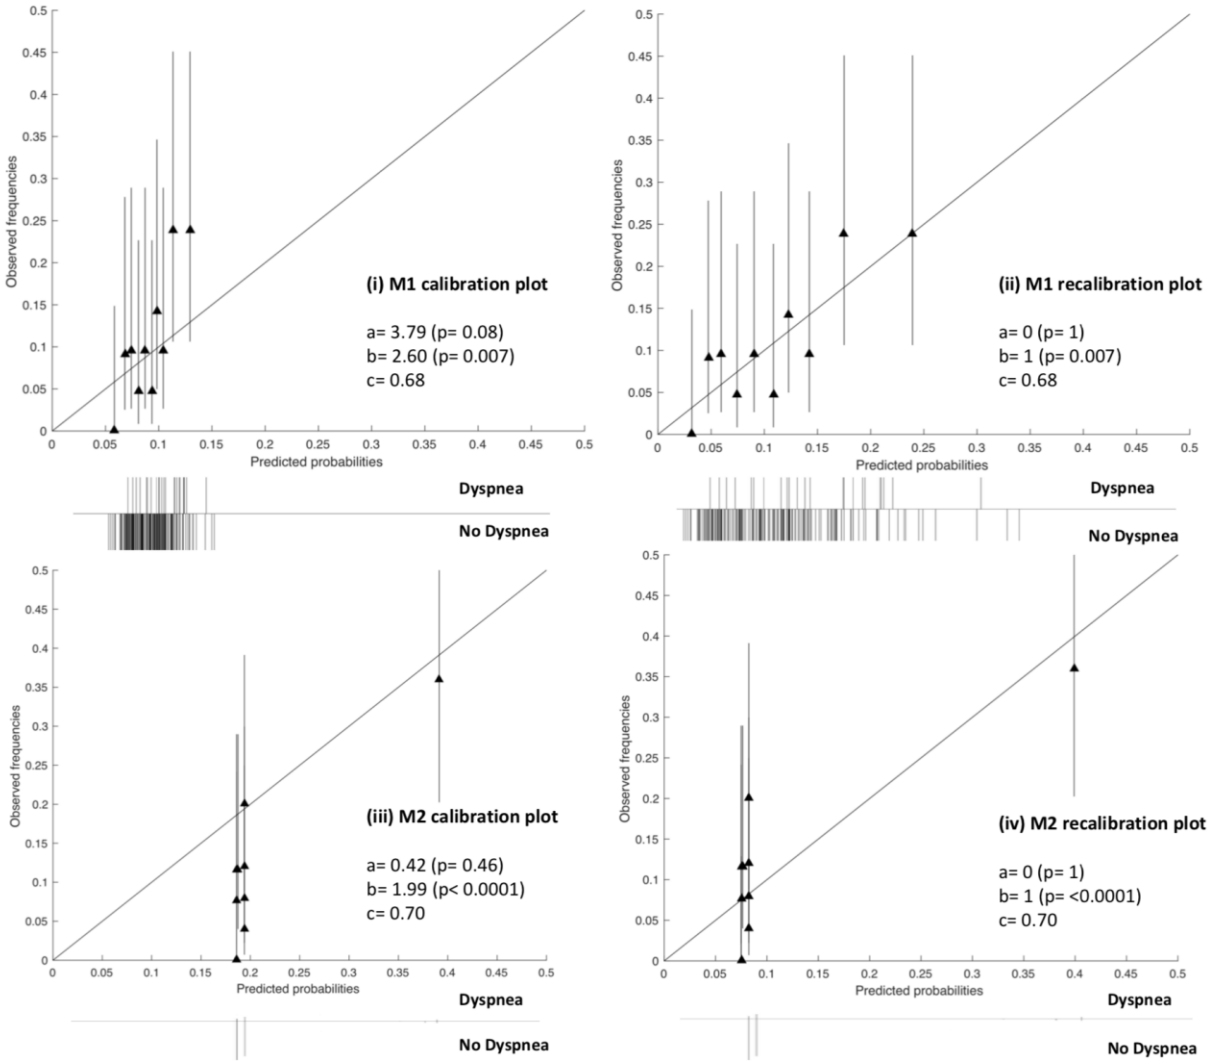 0.5
0.45
0.4
0.35
0.3
0.25
0.2
0.15
0.1
0.05
0
Observed frequencies
0 0.05 0.1 0.15 0.2 0.25 0.3 0.35 0.4 0.45 0.5
Predicted probabilities
(i) M1 calibration plot
a= 3.79 (p= 0.08)
b= 2.60 (p= 0.007)
c= 0.68
Dyspnea
No Dyspnea
0.5
0.45
0.4
0.35
0.3
0.25
0.2
0.15
0.1
0.05
0
Observed frequencies
0 0.05 0.1 0.15 0.2 0.25 0.3 0.35 0.4 0.45 0.5
Predicted probabilities
(ii) M1 recalibration plot
a= 0 (p= 1)
b= 1 (p= 0.007)
c= 0.68
Dyspnea
No Dyspnea
0.5
0.45
0.4
0.35
0.3
0.25
0.2
0.15
0.1
0.05
0
Observed frequencies
0 0.05 0.1 0.15 0.2 0.25 0.3 0.35 0.4 0.45 0.5
Predicted probabilities
(iii) M2 calibration plot
a= 0.42 (p= 0.46)
b= 1.99 (p< 0.0001)
c= 0.70
Dyspnea
No Dyspnea
0.5
0.45
0.4
0.35
0.3
0.25
0.2
0.15
0.1
0.05
0
Observed frequencies
0 0.05 0.1 0.15 0.2 0.25 0.3 0.35 0.4 0.45 0.5
Predicted probabilities
(iv) M2 recalibration plot
a= 0 (p= 1)
b= 1 (p= <0.0001)
c= 0.70
Dyspnea
No Dyspnea